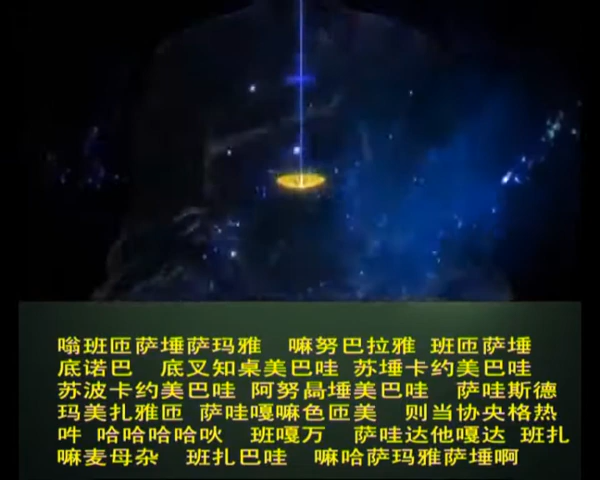 嗡班匝萨埵萨玛雅 嘛努巴拉雅 班匝萨埵
底诺巴 底叉知桌美巴哇 苏埵卡约美巴哇
苏波卡约美巴哇 阿努曷埵美巴哇 萨哇斯德
玛美扎雅匝 萨哇嘎嘛色匝美 则当协央格热
吽 哈哈哈哈吙 班嘎万 萨哇达他嘎达 班扎
嘛麦母杂 班扎巴哇 嘛哈萨玛雅萨埵啊